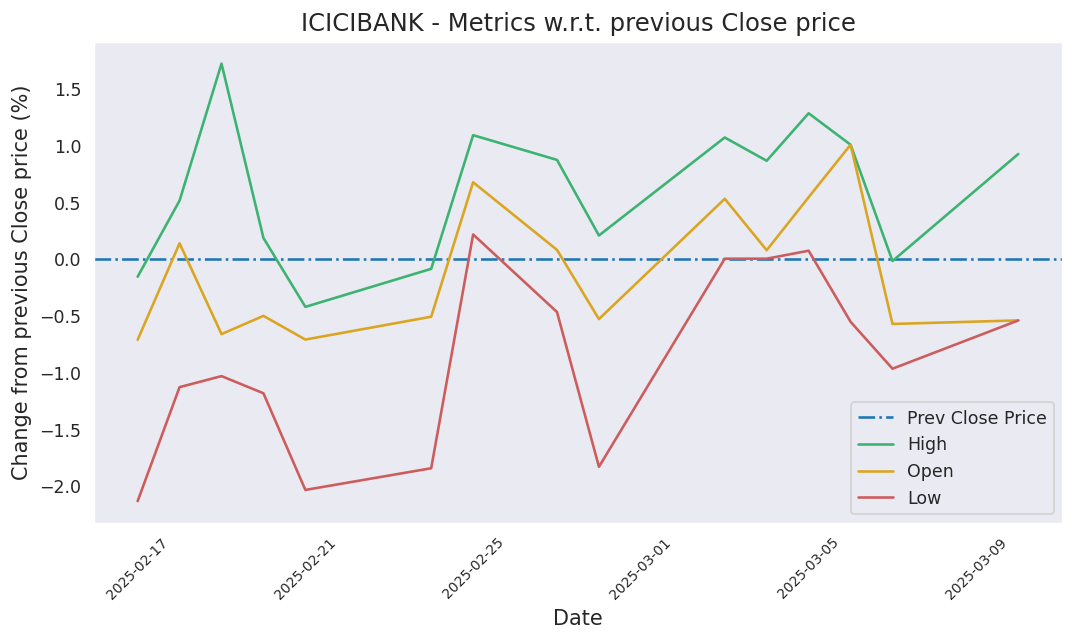 ICICIBANK - Metrics w.r.t. previous Close price
Change from previous Close price (%)
1.5
1.0
0.5
0.0
−0.5
−1.0
−1.5
−2.0
Prev Close Price
High
Open
Low
2025-02-17
2025-02-21
2025-02-25
2025-03-01
2025-03-05
2025-03-09
Date